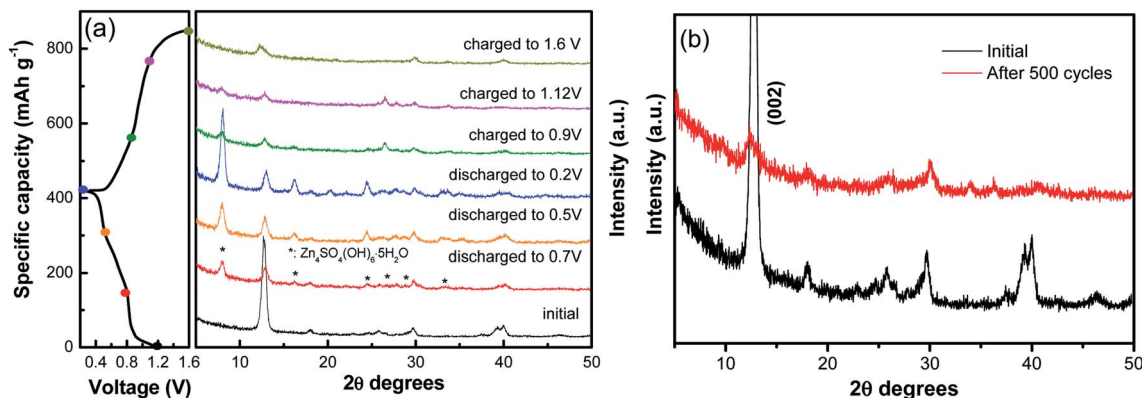 (a)
800
600
400
200
0
Specific capacity (mAh g⁻¹)
0.4 0.8 1.2 1.6
Voltage (V)
charged to 1.6 V
charged to 1.12V
charged to 0.9V
discharged to 0.2V
discharged to 0.5V
*: Zn₄SO₄(OH)₆·5H₂O
discharged to 0.7V
* * * * * *
initial
10 20 30 40 50
2θ degrees
Intensity (a.u.)
(b)
Initial
After 500 cycles
(002)
Intensity (a.u.)
10 20 30 40 50
2θ degrees